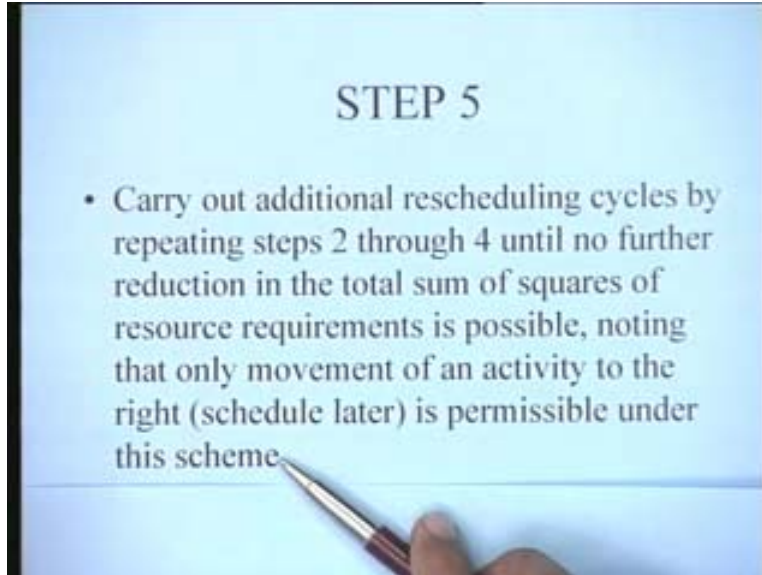 STEP 5
• Carry out additional rescheduling cycles by
repeating steps 2 through 4 until no further
reduction in the total sum of squares of
resource requirements is possible, noting
that only movement of an activity to the
right (schedule later) is permissible under
this scheme